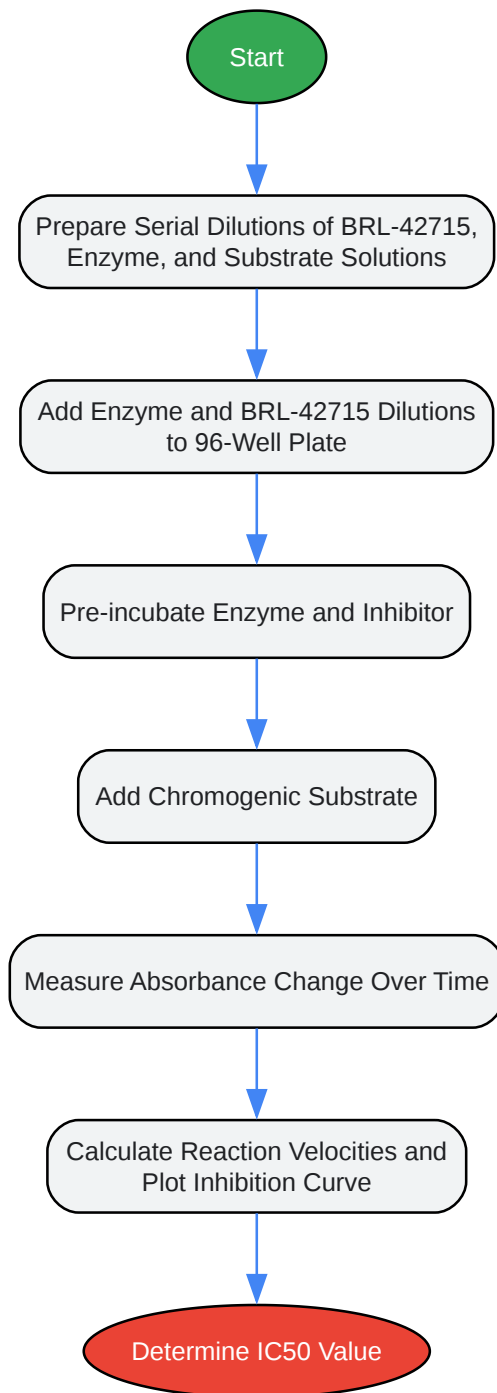 Start
Prepare Serial Dilutions of BRL-42715,
Enzyme, and Substrate Solutions
Add Enzyme and BRL-42715 Dilutions
to 96-Well Plate
Pre-incubate Enzyme and Inhibitor
Add Chromogenic Substrate
Measure Absorbance Change Over Time
Calculate Reaction Velocities and
Plot Inhibition Curve
Determine IC50 Value